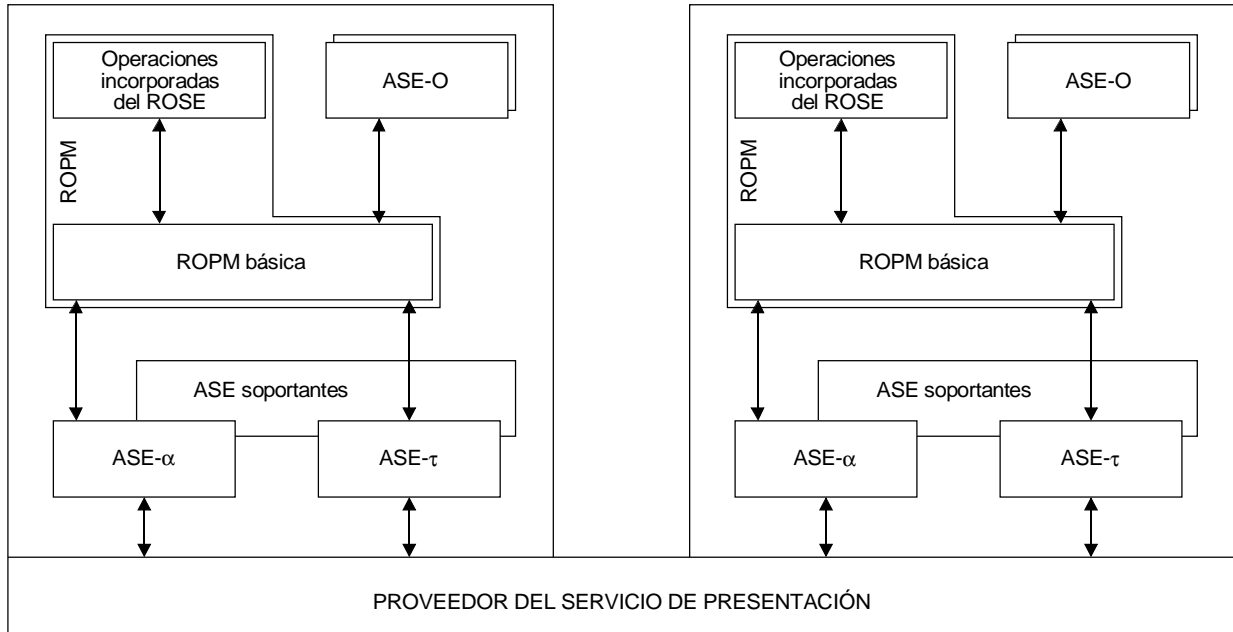 Operaciones
incorporadas
del ROSE
ASE-O
ROPM
ROPM básica
ASE soportantes
ASE-α
ASE-τ
Operaciones
incorporadas
del ROSE
ASE-O
ROPM
ROPM básica
ASE soportantes
ASE-α
ASE-τ
PROVEEDOR DEL SERVICIO DE PRESENTACIÓN